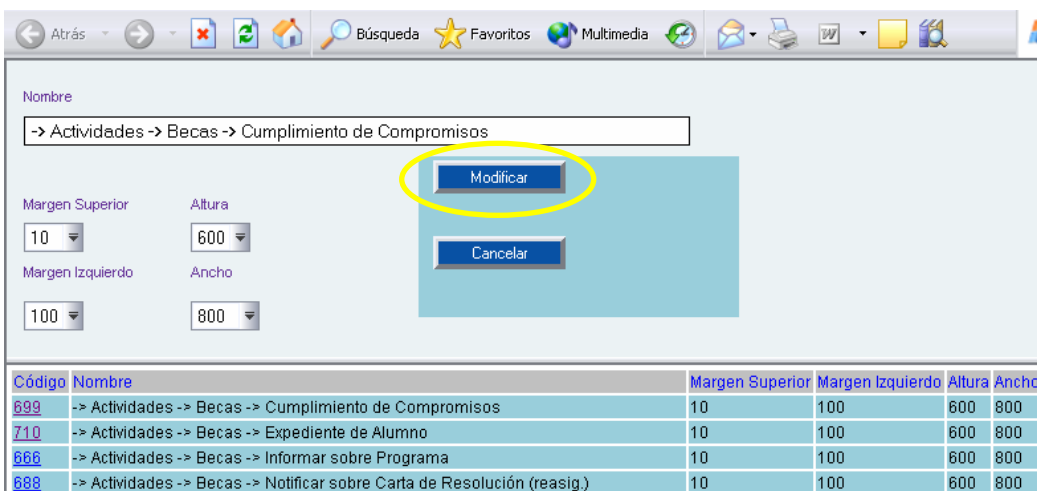 Atrás Búsqueda Favoritos Multimedia W
Nombre
-> Actividades -> Becas -> Cumplimiento de Compromisos
Modificar
Margen Superior Altura
10 600
Cancelar
Margen Izquierdo Ancho
100 800
Código Nombre Margen Superior Margen Izquierdo Altura Ancho
699 -> Actividades -> Becas -> Cumplimiento de Compromisos 10 100 600 800
710 -> Actividades -> Becas -> Expediente de Alumno 10 100 600 800
666 -> Actividades -> Becas -> Informar sobre Programa 10 100 600 800
688 -> Actividades -> Becas -> Notificar sobre Carta de Resolución (reasig.) 10 100 600 800